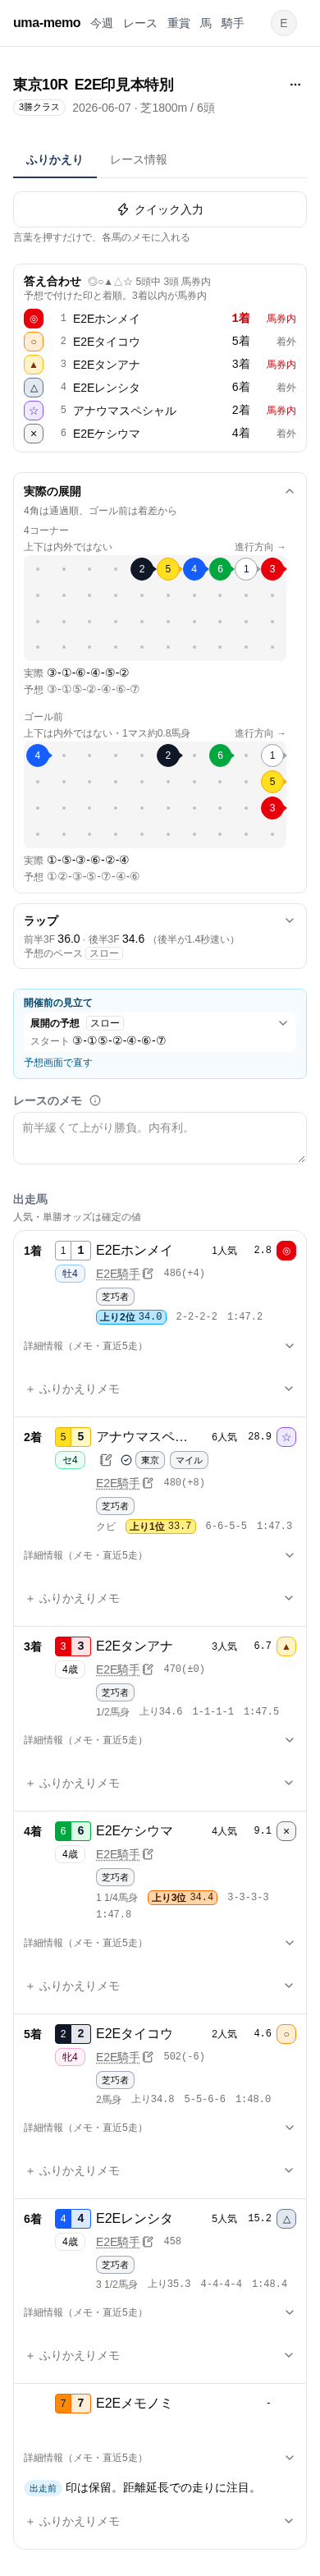 uma-memo 今週 レース 重賞 馬 騎手 E
東京10R E2E印見本特別 …
3勝クラス 2026-06-07 · 芝1800m / 6頭
ふりかえり レース情報
クイック入力
言葉を押すだけで、各馬のメモに入れる
答え合わせ ◎○▲△☆ 5頭中 3頭 馬券内
予想で付けた印と着順。3着以内が馬券内
◎ 1 E2Eホンメイ 1着 馬券内
○ 2 E2Eタイコウ 5着 着外
▲ 3 E2Eタンアナ 3着 馬券内
△ 4 E2Eレンシタ 6着 着外
☆ 5 アナウマスペシャル 2着 馬券内
× 6 E2Eケシウマ 4着 着外
実際の展開
4角は通過順、ゴール前は着差から
4コーナー
上下は内外ではない 進行方向 →
2 5 4 6 1 3
実際 ③-①-⑥-④-⑤-②
予想 ③-①⑤-②-④-⑥-⑦
ゴール前
上下は内外ではない・1マス約0.8馬身 進行方向 →
4 2 6 1
5
3
実際 ①-⑤-③-⑥-②-④
予想 ①②-③-⑤-⑦-④-⑥
ラップ
前半3F 36.0 · 後半3F 34.6 （後半が1.4秒速い）
予想のペース スロー
開催前の見立て
展開の予想 スロー
スタート ③-①⑤-②-④-⑥-⑦
予想画面で直す
レースのメモ
前半緩くて上がり勝負。内有利。
出走馬
人気・単勝オッズは確定の値
1着 1 1 E2Eホンメイ 1人気 2.8 ◎
牡4 E2E騎手 486(+4)
芝巧者
上り2位 34.0 2-2-2-2 1:47.2
詳細情報（メモ・直近5走）
＋ ふりかえりメモ
2着 5 5 アナウマスペ… 6人気 28.9 ☆
セ4 東京 マイル
E2E騎手 480(+8)
芝巧者
クビ 上り1位 33.7 6-6-5-5 1:47.3
詳細情報（メモ・直近5走）
＋ ふりかえりメモ
3着 3 3 E2Eタンアナ 3人気 6.7 ▲
4歳 E2E騎手 470(±0)
芝巧者
1/2馬身 上り34.6 1-1-1-1 1:47.5
詳細情報（メモ・直近5走）
＋ ふりかえりメモ
4着 6 6 E2Eケシウマ 4人気 9.1 ×
4歳 E2E騎手
芝巧者
1 1/4馬身 上り3位 34.4 3-3-3-3
1:47.8
詳細情報（メモ・直近5走）
＋ ふりかえりメモ
5着 2 2 E2Eタイコウ 2人気 4.6 ○
牝4 E2E騎手 502(-6)
芝巧者
2馬身 上り34.8 5-5-6-6 1:48.0
詳細情報（メモ・直近5走）
＋ ふりかえりメモ
6着 4 4 E2Eレンシタ 5人気 15.2 △
4歳 E2E騎手 458
芝巧者
3 1/2馬身 上り35.3 4-4-4-4 1:48.4
詳細情報（メモ・直近5走）
＋ ふりかえりメモ
7 7 E2Eメモノミ -
詳細情報（メモ・直近5走）
出走前 印は保留。距離延長での走りに注目。
＋ ふりかえりメモ